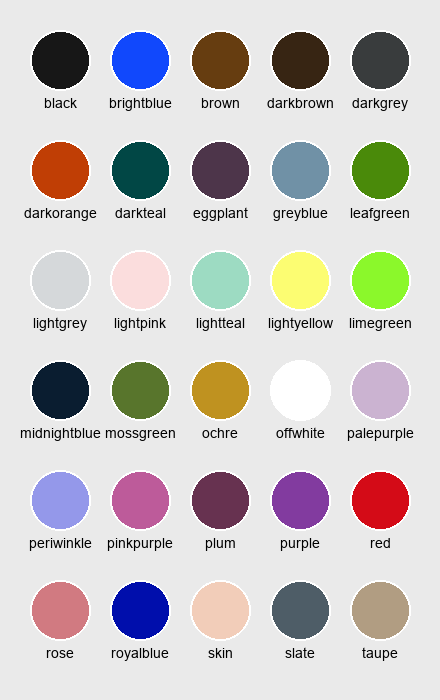 black brightblue brown darkbrown darkgrey
darkorange darkteal eggplant greyblue leafgreen
lightgrey lightpink lightteal lightyellow limegreen
midnightblue mossgreen ochre offwhite palepurple
periwinkle pinkpurple plum purple red
rose royalblue skin slate taupe